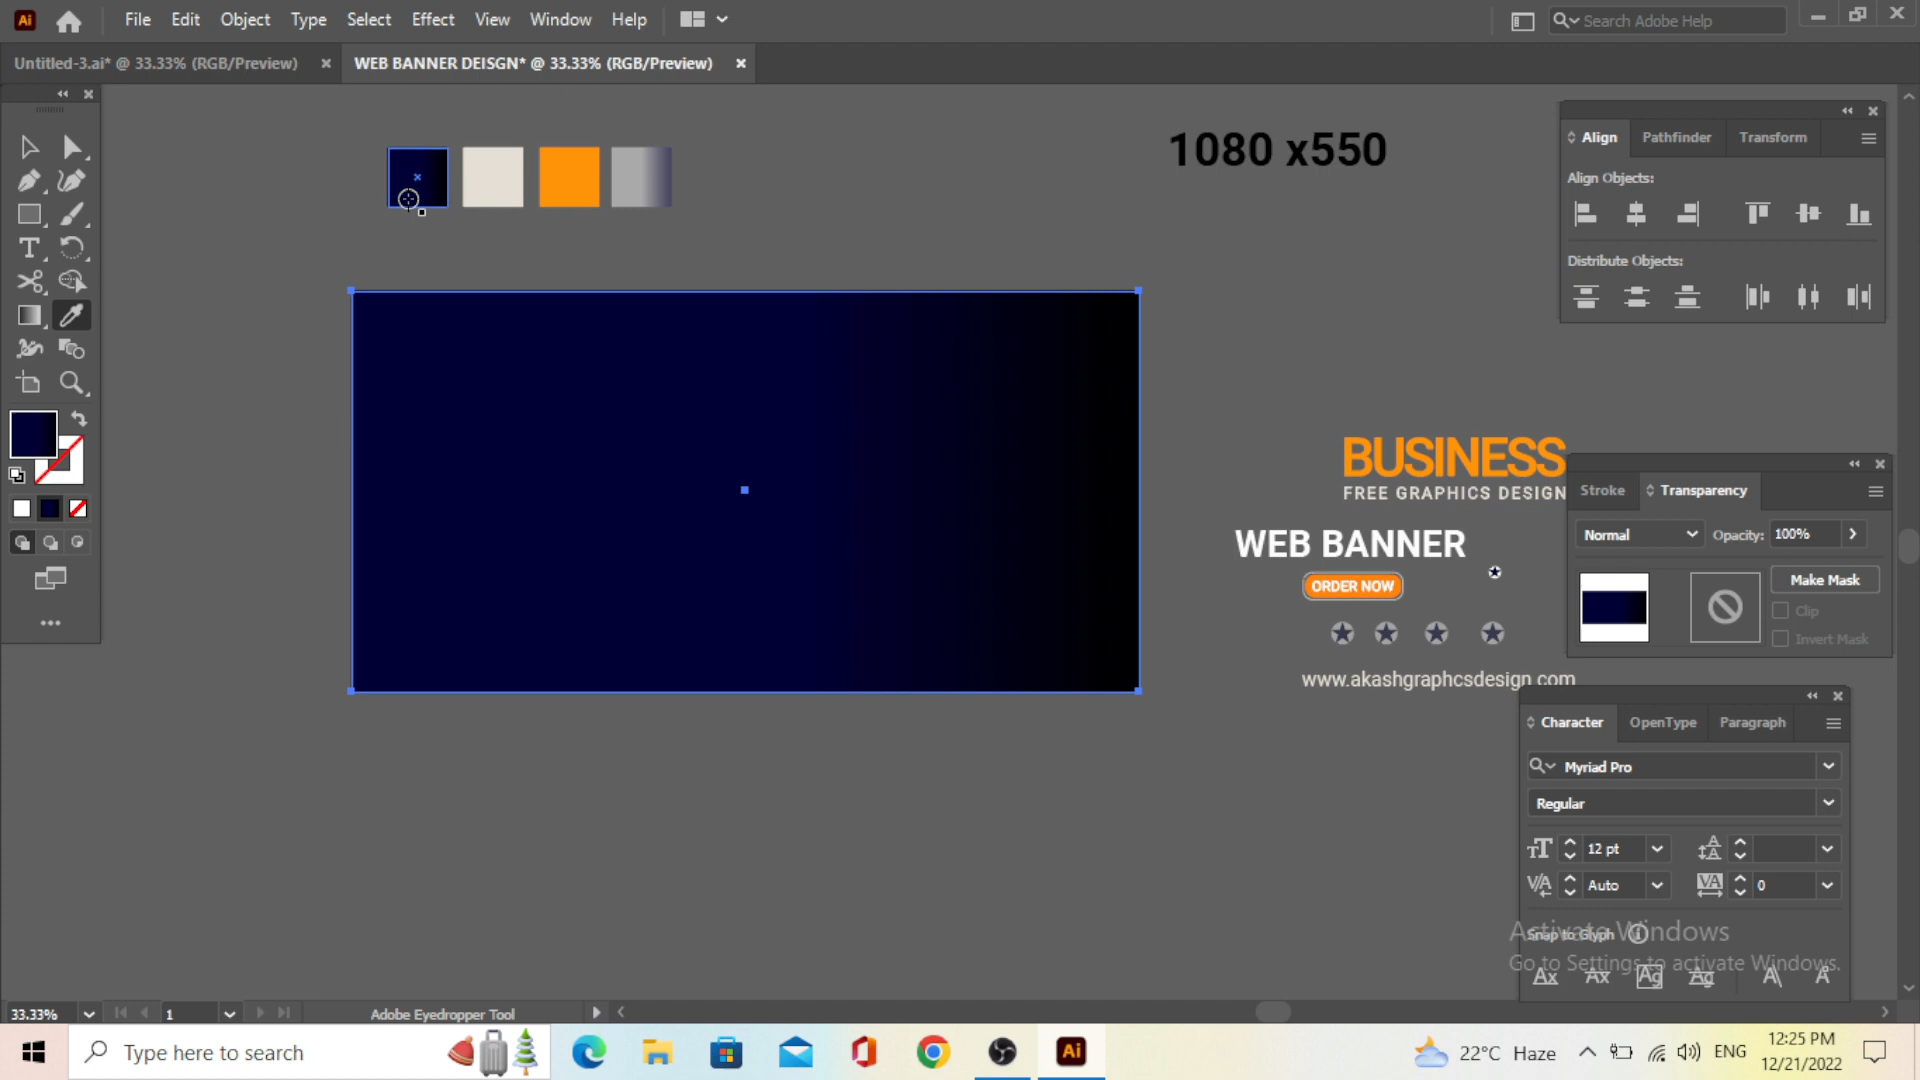 Ai File Edit Object Type Select Effect View Window Help Search Adobe Help
Untitled-3.ai* @ 33.33% (RGB/Preview) WEB BANNER DEISGN* @ 33.33% (RGB/Preview)
1080 x550
Align Pathfinder Transform
Align Objects:
Distribute Objects:
BUSINESS
FREE GRAPHICS DESIGN
WEB BANNER
ORDER NOW
www.akashgraphcsdesign.com
Stroke Transparency
Normal Opacity: 100%
Make Mask
Clip
Invert Mask
Character OpenType Paragraph
Myriad Pro
Regular
12 pt
Auto 0
Snap to Glyph
Activate Windows
Go to Settings to activate Windows.
33.33% 1 Adobe Eyedropper Tool
Type here to search
Ai
22°C Haze ENG
12:25 PM
12/21/2022